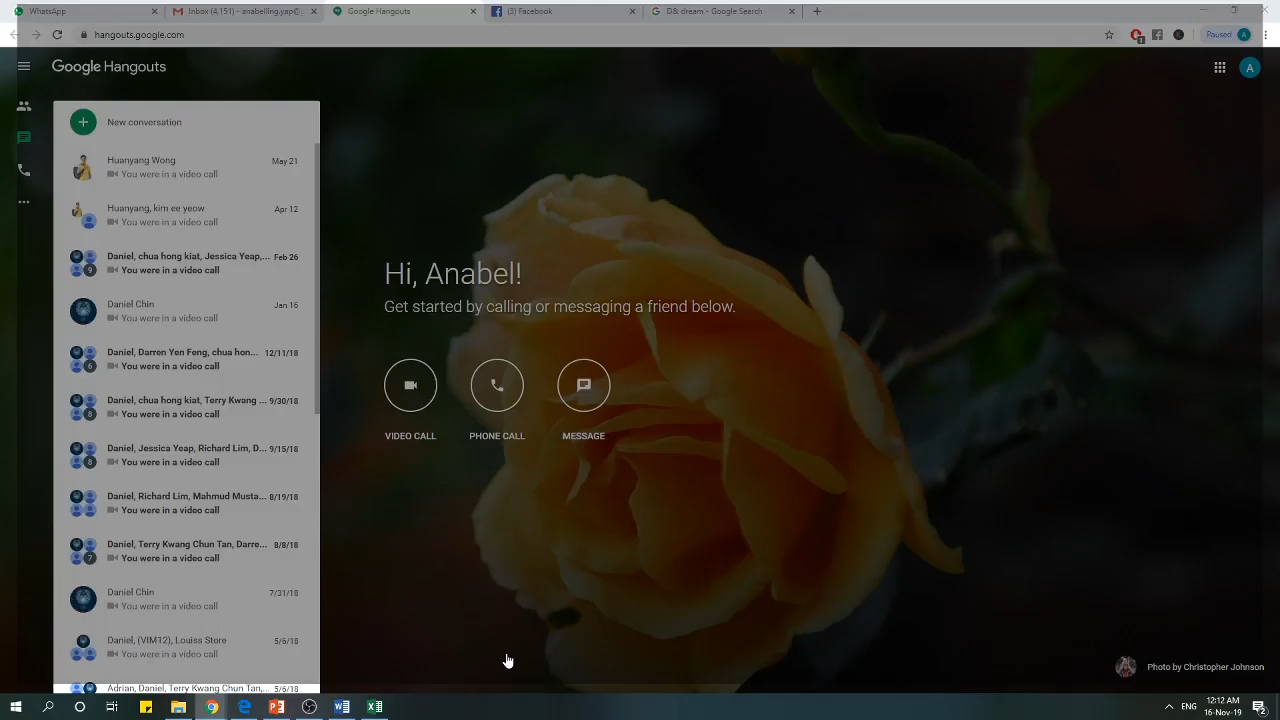 WhatsApp
Inbox (4,151) - anabelling.yap@g
Google Hangouts
(3) Facebook
D& dream - Google Search
hangouts.google.com
Paused
A
Google Hangouts
A
New conversation
Huanyang Wong
May 21
You were in a video call
Huanyang, kim ee yeow
Apr 12
You were in a video call
Daniel, chua hong kiat, Jessica Yeap,...
Feb 26
9
You were in a video call
Daniel Chin
Jan 16
You were in a video call
Daniel, Darren Yen Feng, chua hon...
12/11/18
6
You were in a video call
Daniel, chua hong kiat, Terry Kwang ...
9/30/18
8
You were in a video call
Daniel, Jessica Yeap, Richard Lim, D...
9/15/18
8
You were in a video call
Daniel, Richard Lim, Mahmud Musta...
8/19/18
You were in a video call
Daniel, Terry Kwang Chun Tan, Darre...
8/8/18
7
You were in a video call
Daniel Chin
7/31/18
You were in a video call
Daniel, (VIM12), Louiss Store
5/6/18
You were in a video call
Adrian, Daniel, Terry Kwang Chun Tan,...
5/6/18
Hi, Anabel!
Get started by calling or messaging a friend below.
VIDEO CALL
PHONE CALL
MESSAGE
Photo by Christopher Johnson
ENG
12:12 AM
16-Nov-19
2